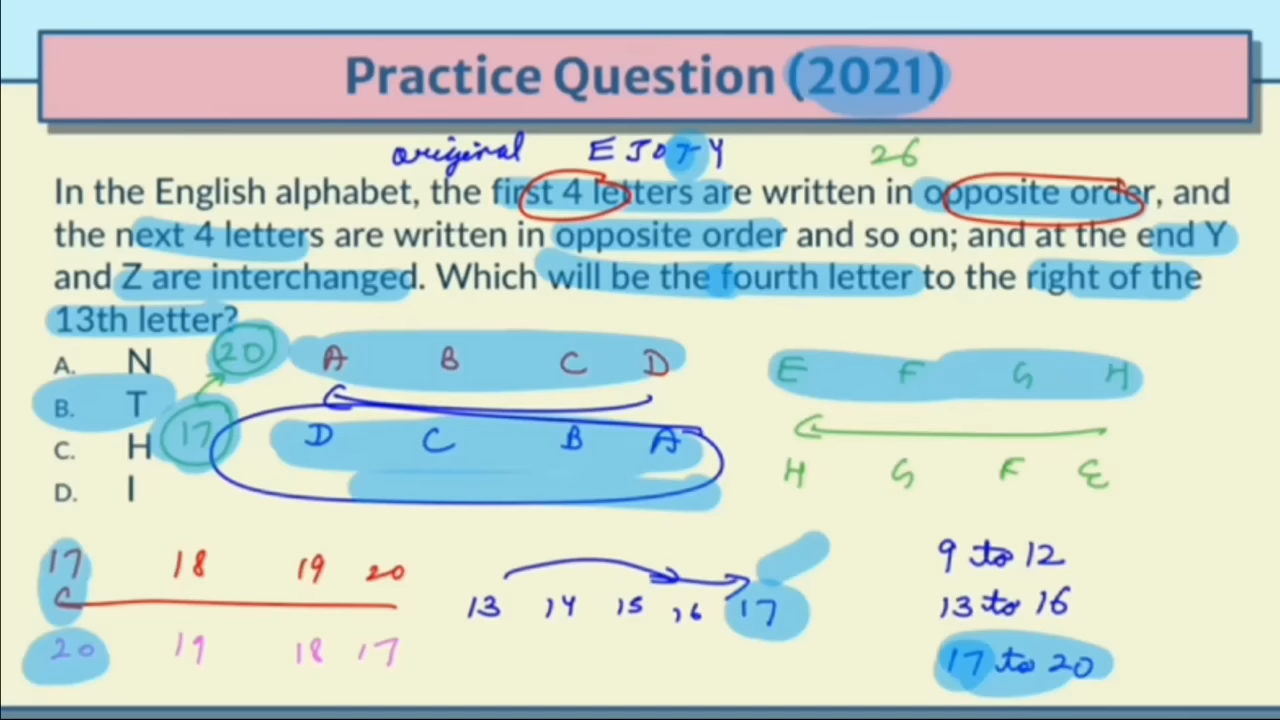 Practice Question (2021)
original E J O T Y 26
In the English alphabet, the first 4 letters are written in opposite order, and
the next 4 letters are written in opposite order and so on; and at the end Y
and Z are interchanged. Which will be the fourth letter to the right of the
13th letter?
A. N
B. T
C. H
D. I
20
17
A B C D
D C B A
E F G H
H G F E
17 18 19 20
20 19 18 17
13 14 15 16 17
9 to 12
13 to 16
17 to 20